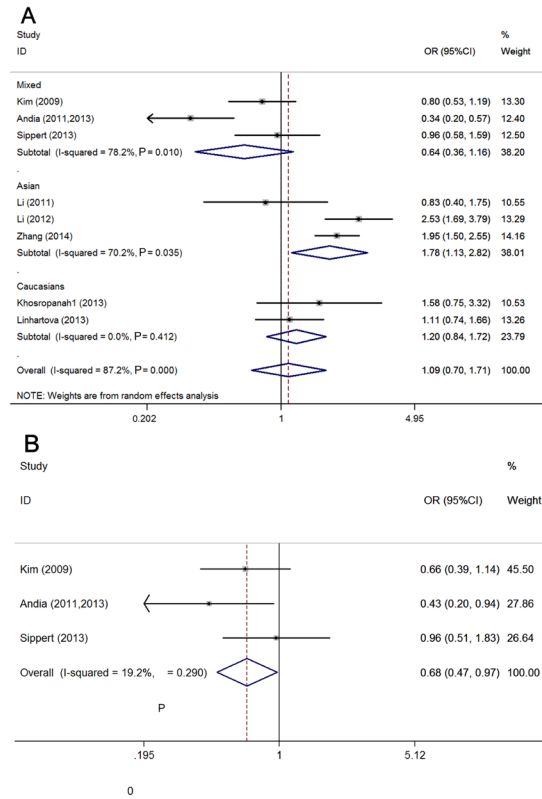 A
Study %
ID OR (95%CI) Weight
Mixed
Kim (2009) 0.80 (0.53, 1.19) 13.30
Andia (2011,2013) 0.34 (0.20, 0.57) 12.40
Sippert (2013) 0.96 (0.58, 1.59) 12.50
Subtotal (I-squared = 78.2%, P = 0.010) 0.64 (0.36, 1.16) 38.20
.
Asian
Li (2011) 0.83 (0.40, 1.75) 10.55
Li (2012) 2.53 (1.69, 3.79) 13.29
Zhang (2014) 1.95 (1.50, 2.55) 14.16
Subtotal (I-squared = 70.2%, P = 0.035) 1.78 (1.13, 2.82) 38.01
.
Caucasians
Khosropanah1 (2013) 1.58 (0.75, 3.32) 10.53
Linhartova (2013) 1.11 (0.74, 1.66) 13.26
Subtotal (I-squared = 0.0%, P = 0.412) 1.20 (0.84, 1.72) 23.79
.
Overall (I-squared = 87.2%, P = 0.000) 1.09 (0.70, 1.71) 100.00
NOTE: Weights are from random effects analysis
0.202 1 4.95
B
Study %
ID OR (95%CI) Weight
Kim (2009) 0.66 (0.39, 1.14) 45.50
Andia (2011,2013) 0.43 (0.20, 0.94) 27.86
Sippert (2013) 0.96 (0.51, 1.83) 26.64
Overall (I-squared = 19.2%, = 0.290) 0.68 (0.47, 0.97) 100.00
P
.195 1 5.12
0